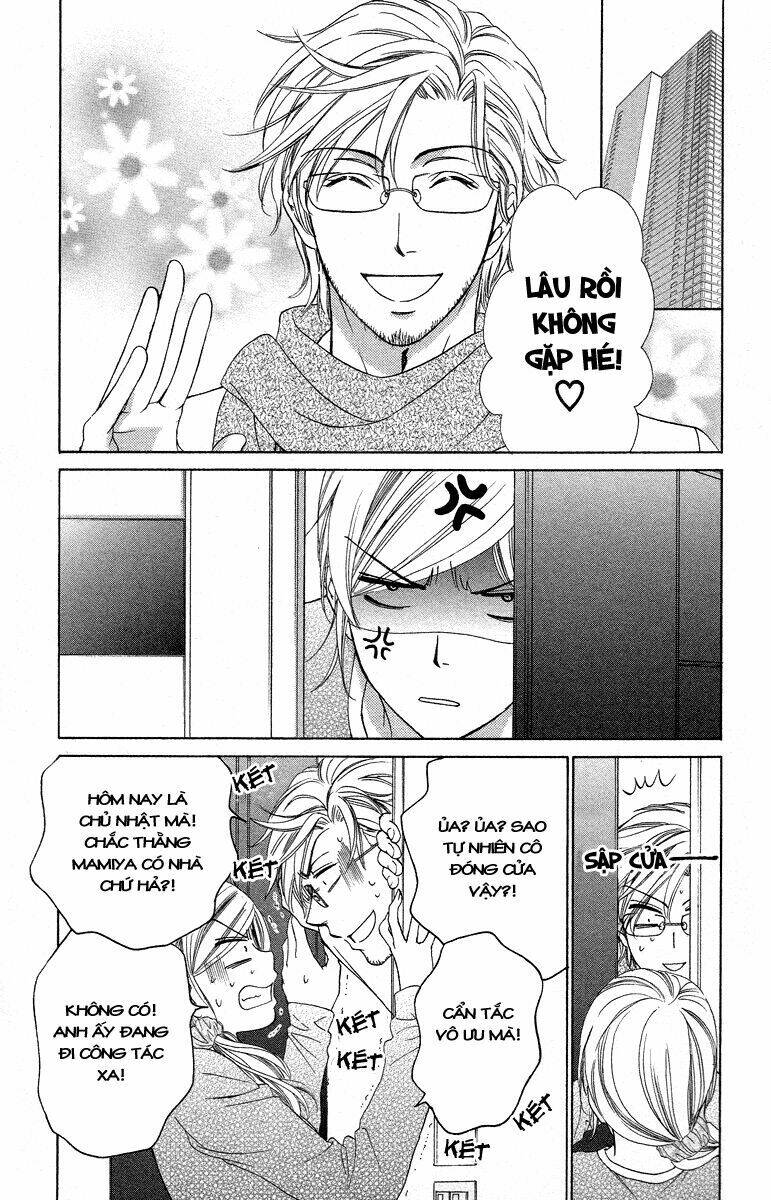 LÂU RỒI
KHÔNG
GẶP HÉ!
♡
SẬP CỬA
ỦA? ỦA? SAO
TỰ NHIÊN CÔ
ĐÓNG CỬA
VẬY?!
CẨN TẮC
VÔ ƯU MÀ!
KÉT
KÉT
HÔM NAY LÀ
CHỦ NHẬT MÀ!
CHẮC THẰNG
MAMIYA CÓ NHÀ
CHỨ HẢ?!
KHÔNG CÓ!
ANH ẤY ĐANG
ĐI CÔNG TÁC
XA!
KÉT
KÉT
KÉT
KÉT